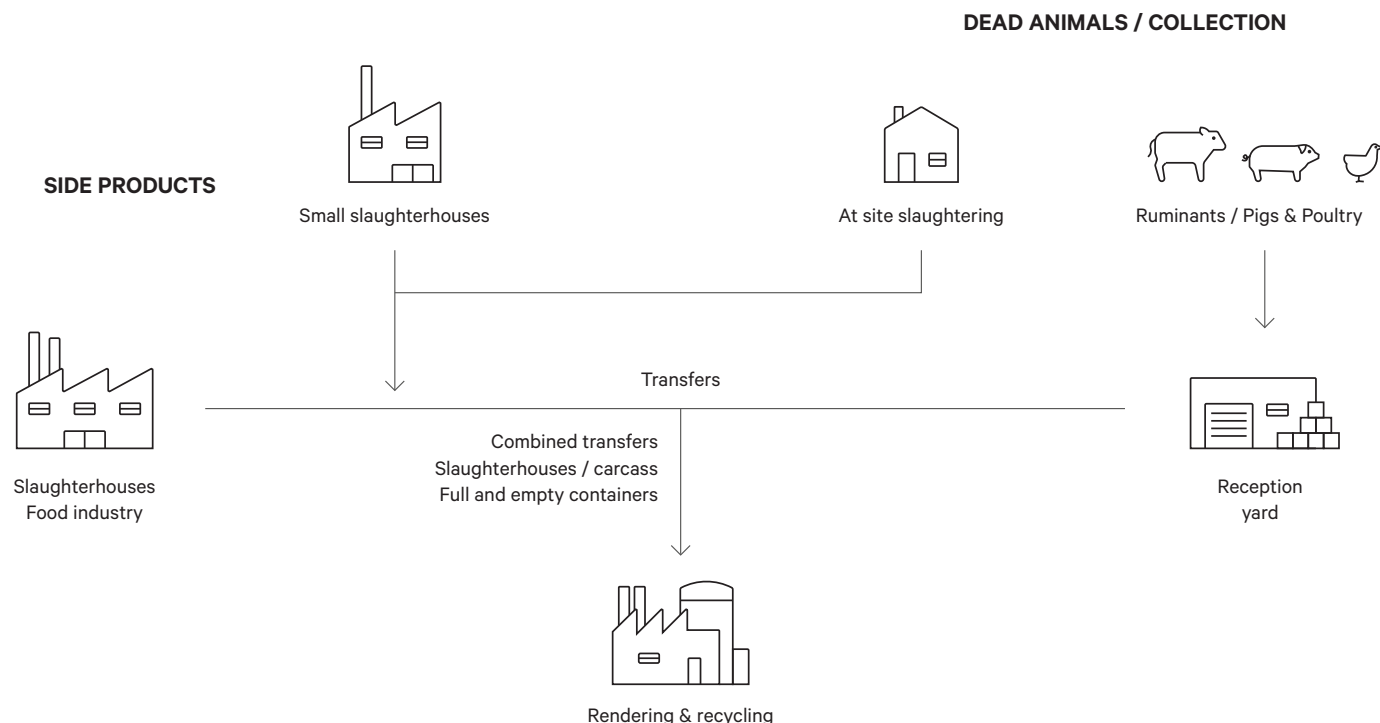 DEAD ANIMALS / COLLECTION
SIDE PRODUCTS
Small slaughterhouses
At site slaughtering
Ruminants / Pigs & Poultry
Transfers
Combined transfers
Slaughterhouses / carcass
Full and empty containers
Slaughterhouses
Food industry
Reception
yard
Rendering & recycling